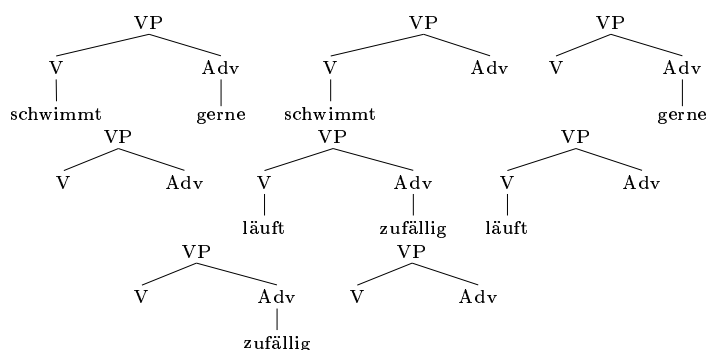 VP VP VP
V Adv V Adv V Adv
schwimmt gerne schwimmt gerne
VP VP VP
V Adv V Adv V Adv
läuft zufällig läuft
VP VP
V Adv V Adv
zufällig